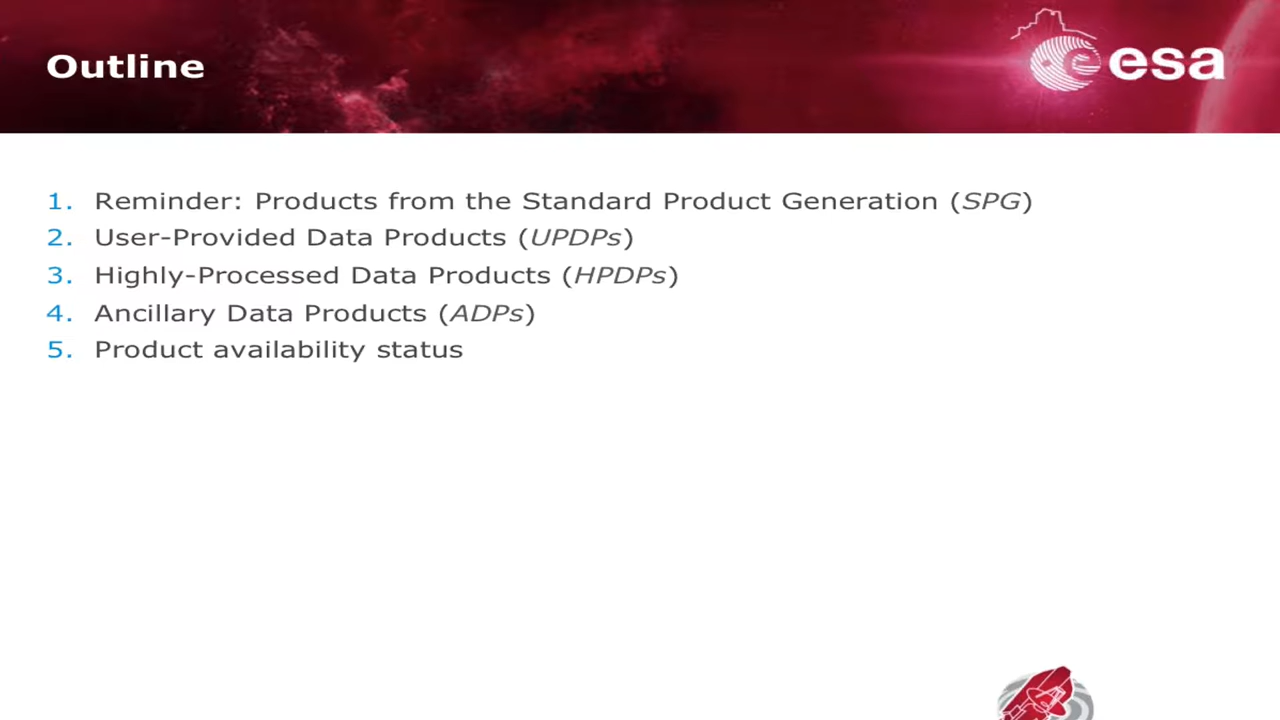 Outline
esa
1. Reminder: Products from the Standard Product Generation (SPG)
2. User-Provided Data Products (UPDPs)
3. Highly-Processed Data Products (HPDPs)
4. Ancillary Data Products (ADPs)
5. Product availability status